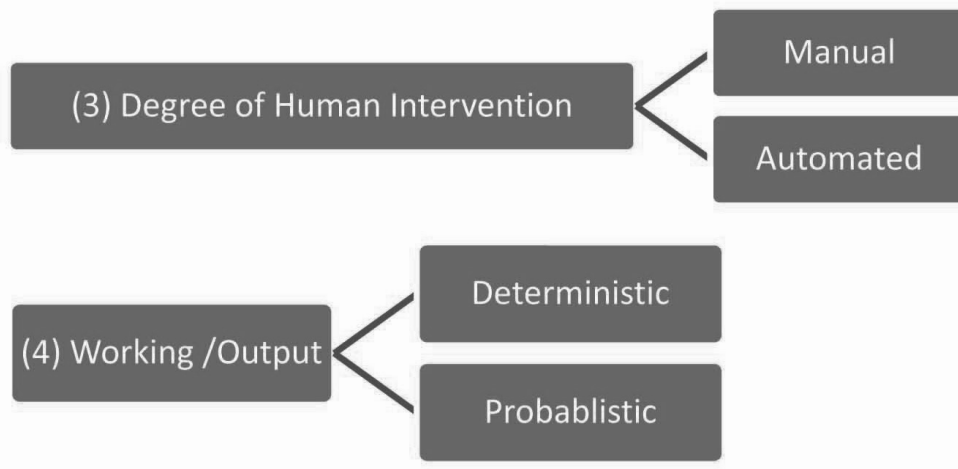 (3) Degree of Human Intervention
Manual
Automated
(4) Working /Output
Deterministic
Probablistic